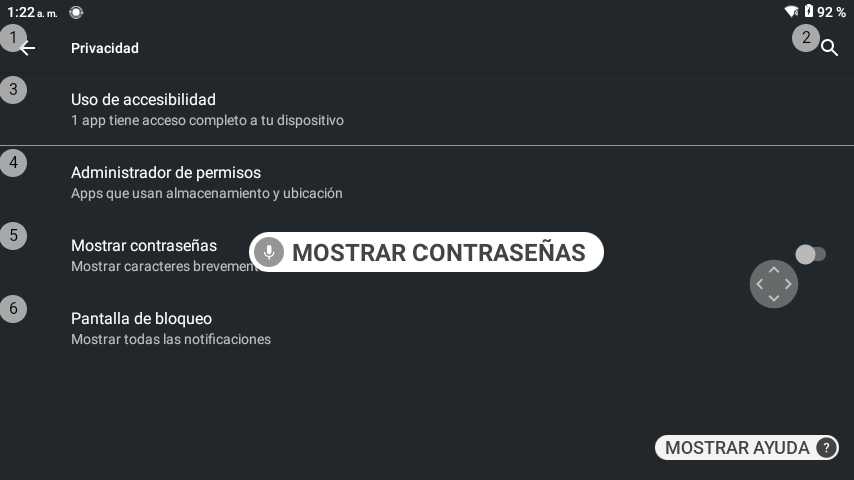 1:22 a. m.
92 %
1
Privacidad
2
3
Uso de accesibilidad
1 app tiene acceso completo a tu dispositivo
4
Administrador de permisos
Apps que usan almacenamiento y ubicación
5
Mostrar contraseñas
Mostrar caracteres brevement
MOSTRAR CONTRASEÑAS
6
Pantalla de bloqueo
Mostrar todas las notificaciones
MOSTRAR AYUDA ?